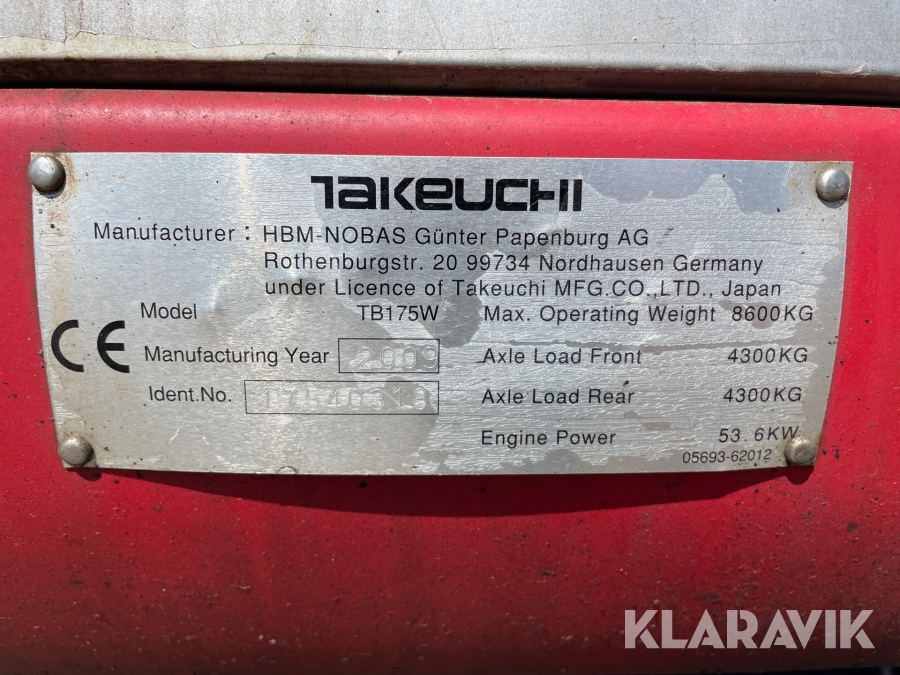 TAKEUCHI
Manufacturer : HBM-NOBAS Günter Papenburg AG
Rothenburgstr. 20 99734 Nordhausen Germany
under Licence of Takeuchi MFG.CO.,LTD., Japan
Model TB175W Max. Operating Weight 8600KG
CE Manufacturing Year 2009 Axle Load Front 4300KG
Ident.No. 17540318 Axle Load Rear 4300KG
Engine Power 53.6KW
05693-62012
KLARAVIK